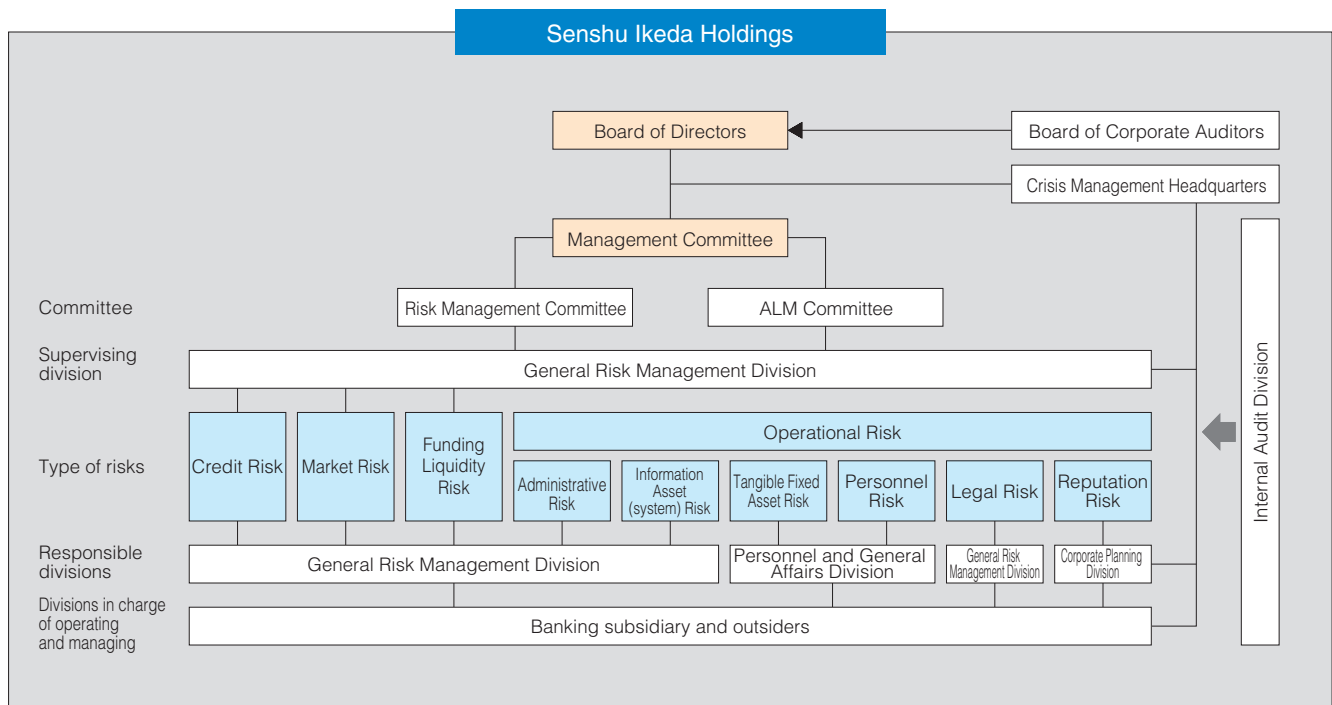 Senshu Ikeda Holdings
Board of Directors
Board of Corporate Auditors
Crisis Management Headquarters
Management Committee
Committee
Risk Management Committee
ALM Committee
Supervising
division
General Risk Management Division
Type of risks
Credit Risk
Market Risk
Funding
Liquidity
Risk
Operational Risk
Administrative
Risk
Information
Asset
(system) Risk
Tangible Fixed
Asset Risk
Personnel
Risk
Legal Risk
Reputation
Risk
Internal Audit Division
Responsible
divisions
General Risk Management Division
Personnel and General
Affairs Division
General Risk
Management Division
Corporate Planning
Division
Divisions in charge
of operating
and managing
Banking subsidiary and outsiders